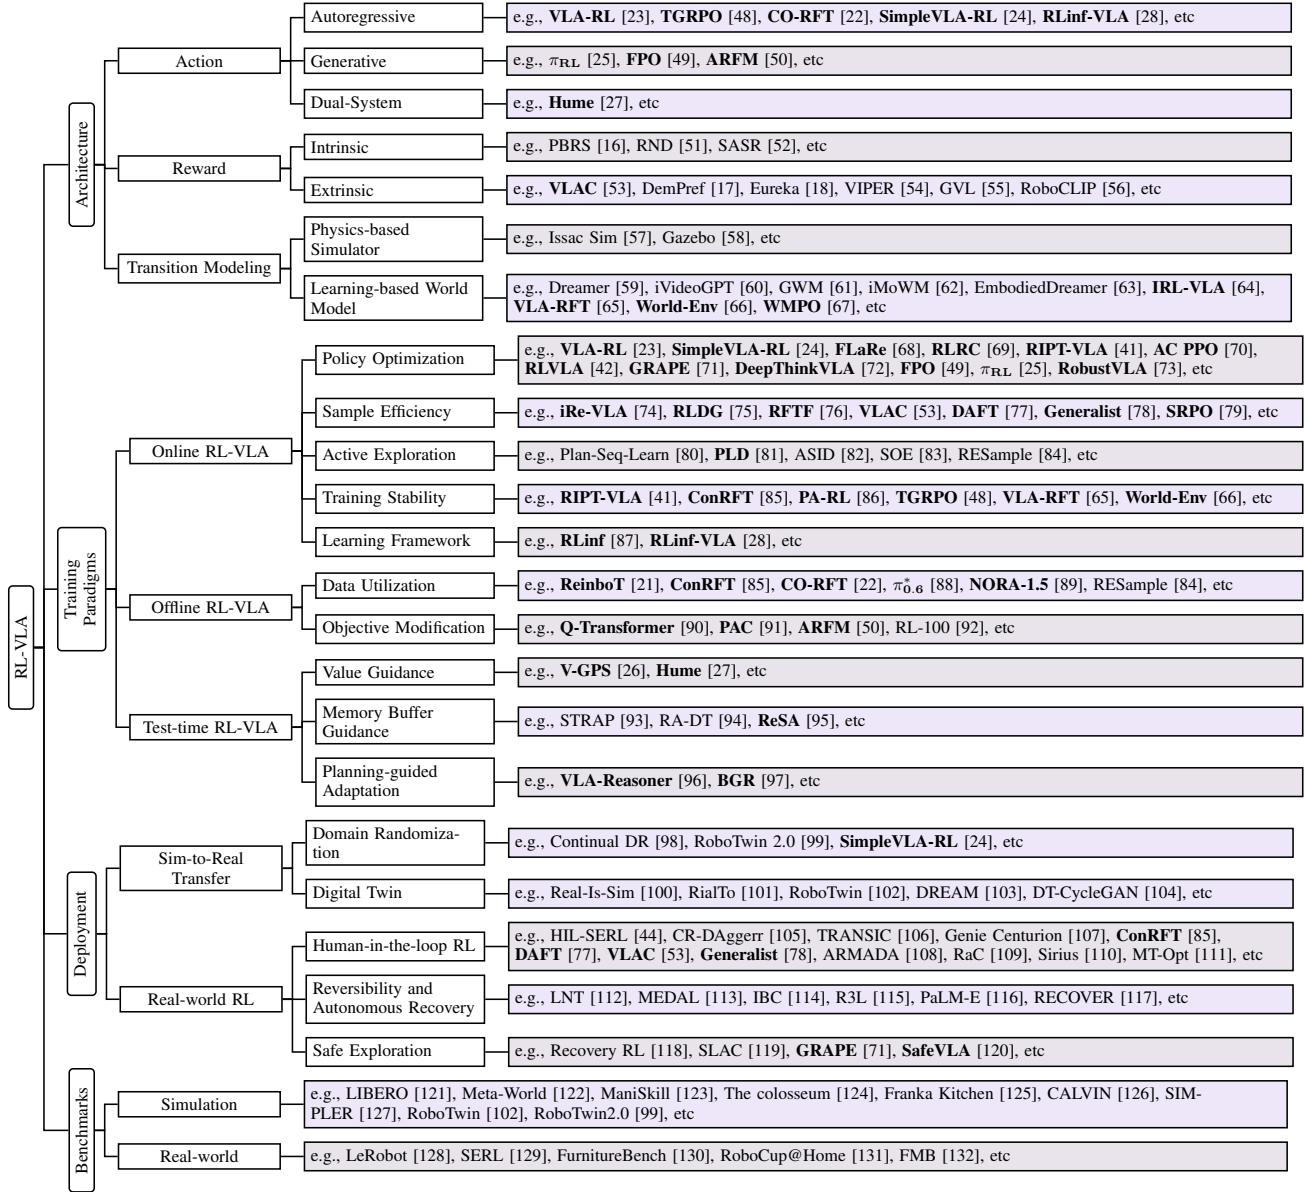 RL-VLA
Architecture
Action
Autoregressive
e.g., VLA-RL [23], TGRPO [48], CO-RFT [22], SimpleVLA-RL [24], RLinf-VLA [28], etc
Generative
e.g., πRL [25], FPO [49], ARFM [50], etc
Dual-System
e.g., Hume [27], etc
Reward
Intrinsic
e.g., PBRS [16], RND [51], SASR [52], etc
Extrinsic
e.g., VLAC [53], DemPref [17], Eureka [18], VIPER [54], GVL [55], RoboCLIP [56], etc
Transition Modeling
Physics-based
Simulator
e.g., Issac Sim [57], Gazebo [58], etc
Learning-based World
Model
e.g., Dreamer [59], iVideoGPT [60], GWM [61], iMoWM [62], EmbodiedDreamer [63], IRL-VLA [64],
VLA-RFT [65], World-Env [66], WMPO [67], etc
Training
Paradigms
Online RL-VLA
Policy Optimization
e.g., VLA-RL [23], SimpleVLA-RL [24], FLaRe [68], RLRC [69], RIPT-VLA [41], AC PPO [70],
RLVLA [42], GRAPE [71], DeepThinkVLA [72], FPO [49], πRL [25], RobustVLA [73], etc
Sample Efficiency
e.g., iRe-VLA [74], RLDG [75], RFTF [76], VLAC [53], DAFT [77], Generalist [78], SRPO [79], etc
Active Exploration
e.g., Plan-Seq-Learn [80], PLD [81], ASID [82], SOE [83], RESample [84], etc
Training Stability
e.g., RIPT-VLA [41], ConRFT [85], PA-RL [86], TGRPO [48], VLA-RFT [65], World-Env [66], etc
Learning Framework
e.g., RLinf [87], RLinf-VLA [28], etc
Offline RL-VLA
Data Utilization
e.g., ReinboT [21], ConRFT [85], CO-RFT [22], π*0.6 [88], NORA-1.5 [89], RESample [84], etc
Objective Modification
e.g., Q-Transformer [90], PAC [91], ARFM [50], RL-100 [92], etc
Test-time RL-VLA
Value Guidance
e.g., V-GPS [26], Hume [27], etc
Memory Buffer
Guidance
e.g., STRAP [93], RA-DT [94], ReSA [95], etc
Planning-guided
Adaptation
e.g., VLA-Reasoner [96], BGR [97], etc
Deployment
Sim-to-Real
Transfer
Domain Randomiza-
tion
e.g., Continual DR [98], RoboTwin 2.0 [99], SimpleVLA-RL [24], etc
Digital Twin
e.g., Real-Is-Sim [100], RialTo [101], RoboTwin [102], DREAM [103], DT-CycleGAN [104], etc
Real-world RL
Human-in-the-loop RL
e.g., HIL-SERL [44], CR-DAggerr [105], TRANSIC [106], Genie Centurion [107], ConRFT [85],
DAFT [77], VLAC [53], Generalist [78], ARMADA [108], RaC [109], Sirius [110], MT-Opt [111], etc
Reversibility and
Autonomous Recovery
e.g., LNT [112], MEDAL [113], IBC [114], R3L [115], PaLM-E [116], RECOVER [117], etc
Safe Exploration
e.g., Recovery RL [118], SLAC [119], GRAPE [71], SafeVLA [120], etc
Benchmarks
Simulation
e.g., LIBERO [121], Meta-World [122], ManiSkill [123], The colosseum [124], Franka Kitchen [125], CALVIN [126], SIM-
PLER [127], RoboTwin [102], RoboTwin2.0 [99], etc
Real-world
e.g., LeRobot [128], SERL [129], FurnitureBench [130], RoboCup@Home [131], FMB [132], etc